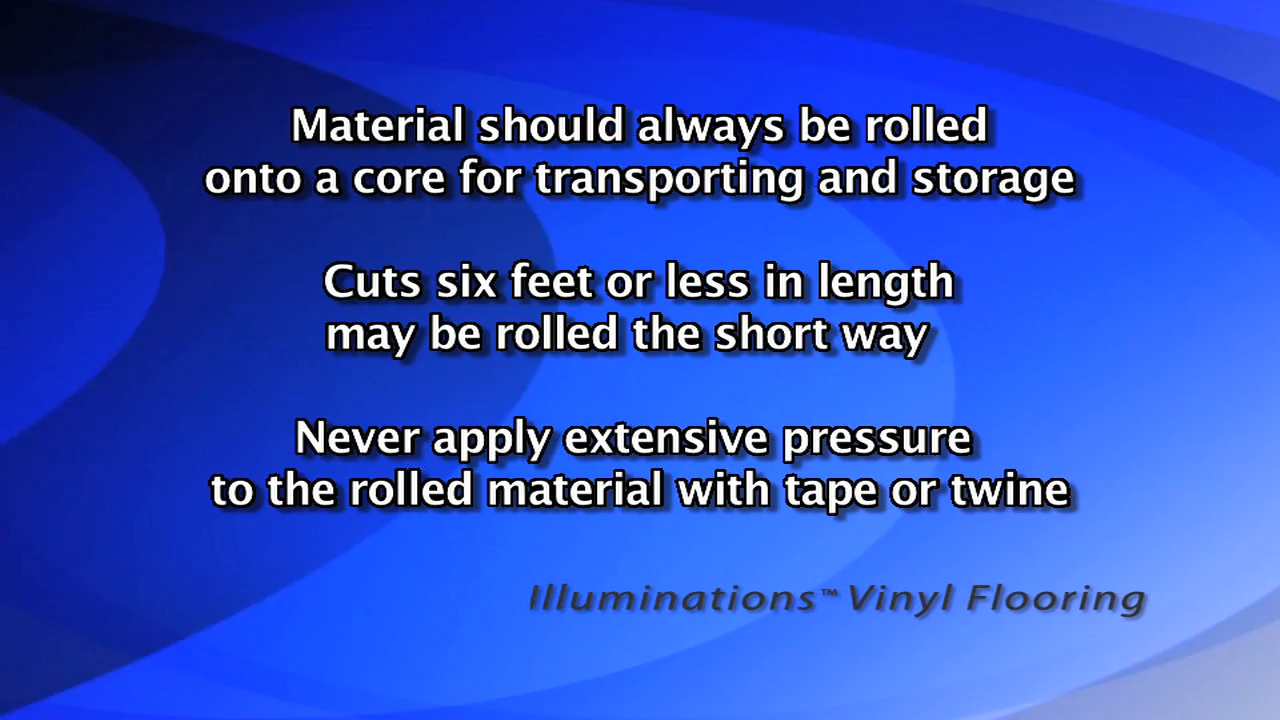 Material should always be rolled
onto a core for transporting and storage
Cuts six feet or less in length
may be rolled the short way
Never apply extensive pressure
to the rolled material with tape or twine
Illuminations™ Vinyl Flooring